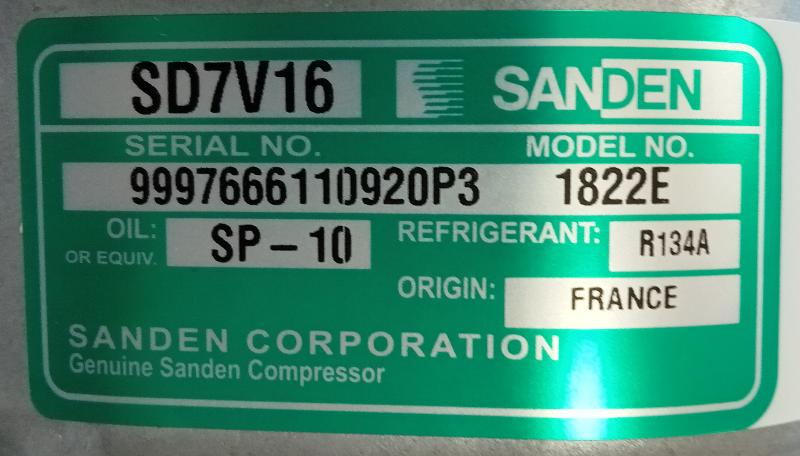 SD7V16 SANDEN
SERIAL NO. MODEL NO.
9997666110920P3 1822E
OIL: SP-10 REFRIGERANT: R134A
OR EQUIV.
ORIGIN: FRANCE
SANDEN CORPORATION
Genuine Sanden Compressor